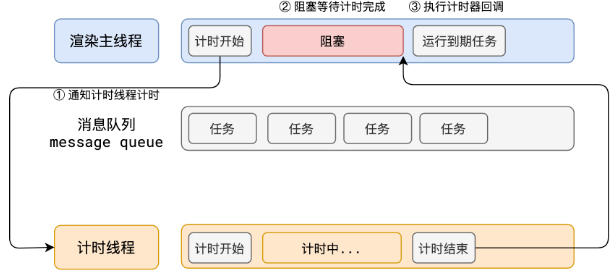 ② 阻塞等待计时完成
③ 执行计时器回调
渲染主线程
计时开始
阻塞
运行到期任务
① 通知计时线程计时
消息队列
message queue
任务
任务
任务
任务
计时线程
计时开始
计时中...
计时结束